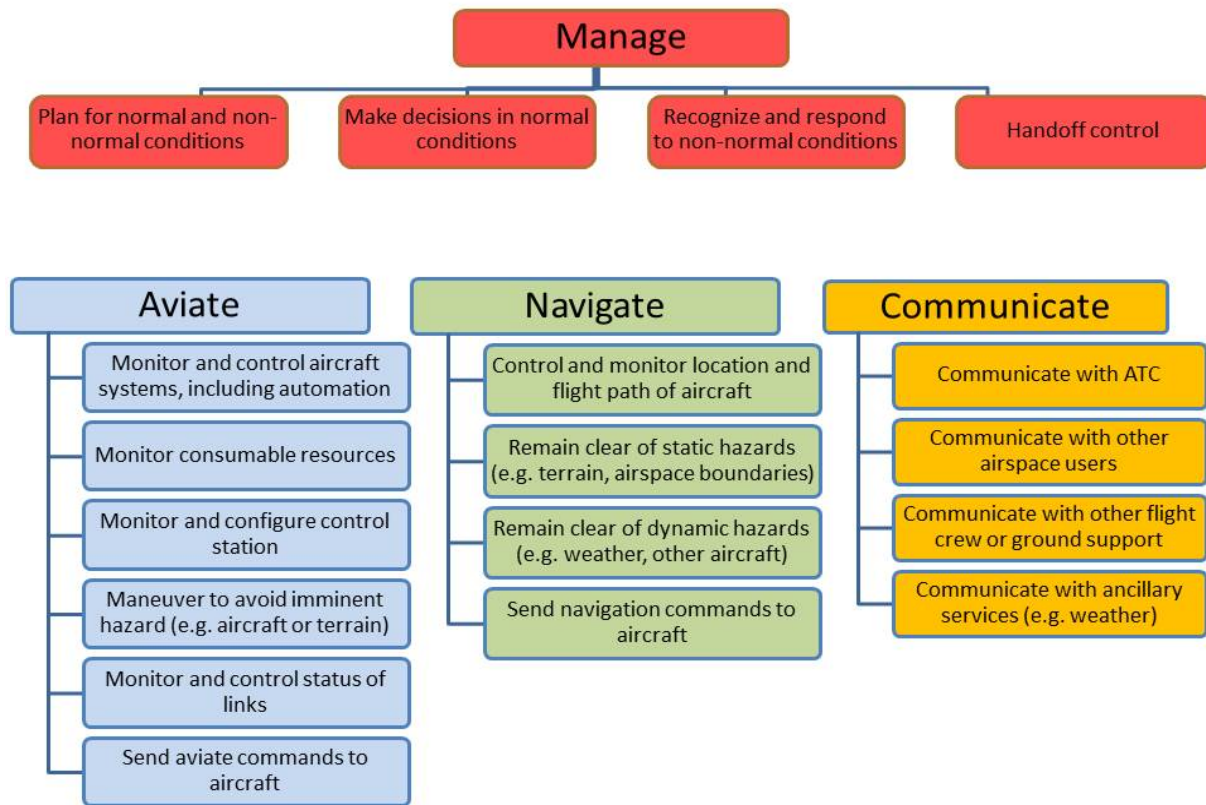 Manage
Plan for normal and non-
normal conditions
Make decisions in normal
conditions
Recognize and respond
to non-normal conditions
Handoff control
Aviate
Monitor and control aircraft
systems, including automation
Monitor consumable resources
Monitor and configure control
station
Maneuver to avoid imminent
hazard (e.g. aircraft or terrain)
Monitor and control status of
links
Send aviate commands to
aircraft
Navigate
Control and monitor location and
flight path of aircraft
Remain clear of static hazards
(e.g. terrain, airspace boundaries)
Remain clear of dynamic hazards
(e.g. weather, other aircraft)
Send navigation commands to
aircraft
Communicate
Communicate with ATC
Communicate with other
airspace users
Communicate with other flight
crew or ground support
Communicate with ancillary
services (e.g. weather)